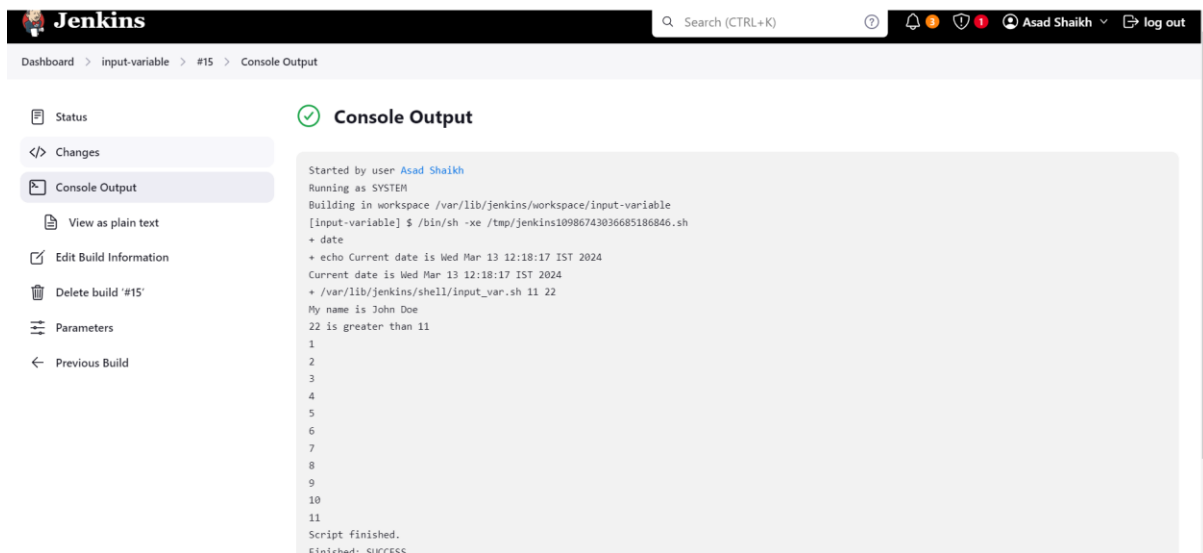 Jenkins
Search (CTRL+K)
3
1
Asad Shaikh
log out
Dashboard > input-variable > #15 > Console Output
Status
Changes
Console Output
View as plain text
Edit Build Information
Delete build '#15'
Parameters
Previous Build
Console Output
Started by user Asad Shaikh
Running as SYSTEM
Building in workspace /var/lib/jenkins/workspace/input-variable
[input-variable] $ /bin/sh -xe /tmp/jenkins10986743036685186846.sh
+ date
+ echo Current date is Wed Mar 13 12:18:17 IST 2024
Current date is Wed Mar 13 12:18:17 IST 2024
+ /var/lib/jenkins/shell/input_var.sh 11 22
My name is John Doe
22 is greater than 11
1
2
3
4
5
6
7
8
9
10
11
Script finished.
Finished: SUCCESS